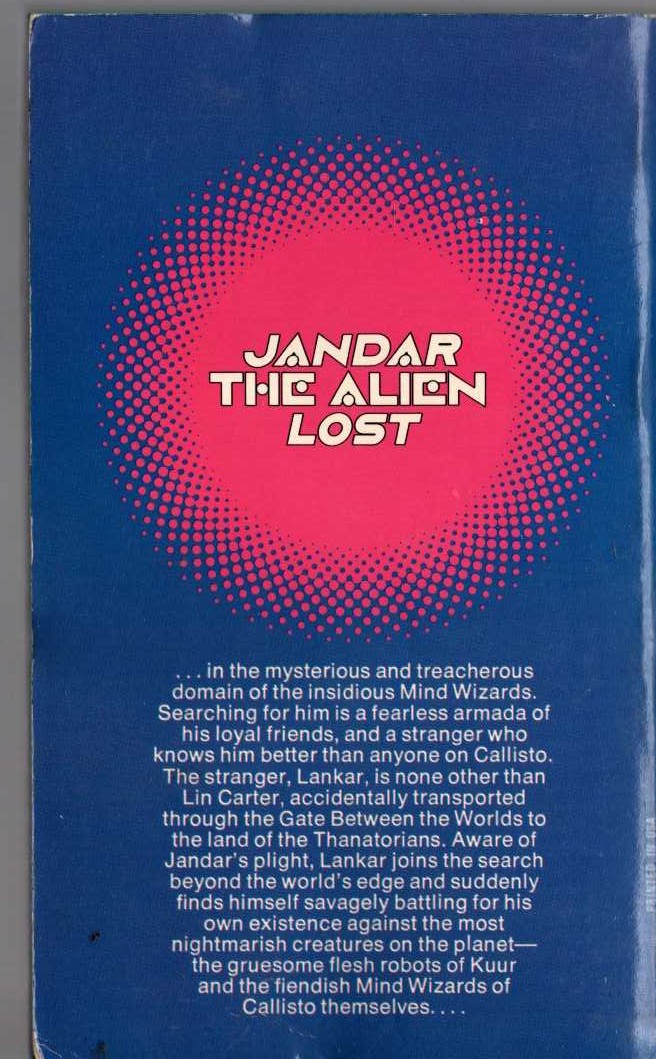 JANDAR
THE ALIEN
LOST
... in the mysterious and treacherous
domain of the insidious Mind Wizards.
Searching for him is a fearless armada of
his loyal friends, and a stranger who
knows him better than anyone on Callisto.
The stranger, Lankar, is none other than
Lin Carter, accidentally transported
through the Gate Between the Worlds to
the land of the Thanatorians. Aware of
Jandar's plight, Lankar joins the search
beyond the world's edge and suddenly
finds himself savagely battling for his
own existence against the most
nightmarish creatures on the planet—
the gruesome flesh robots of Kuur
and the fiendish Mind Wizards of
Callisto themselves....
PRINTED IN USA